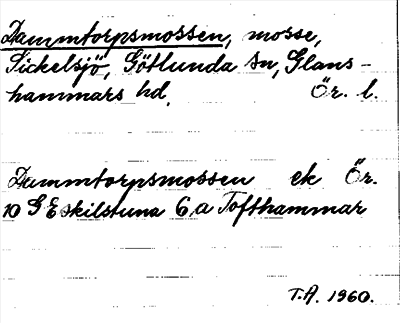 Dammtorpsmossen, mosse,
Sickelsjö, Götlunda sn, Glans-
hammars hd, Ör. l.
Dammtorpsmossen ek Ör.
10 G Eskilstuna 6,a Tofthammar
T.A. 1960.